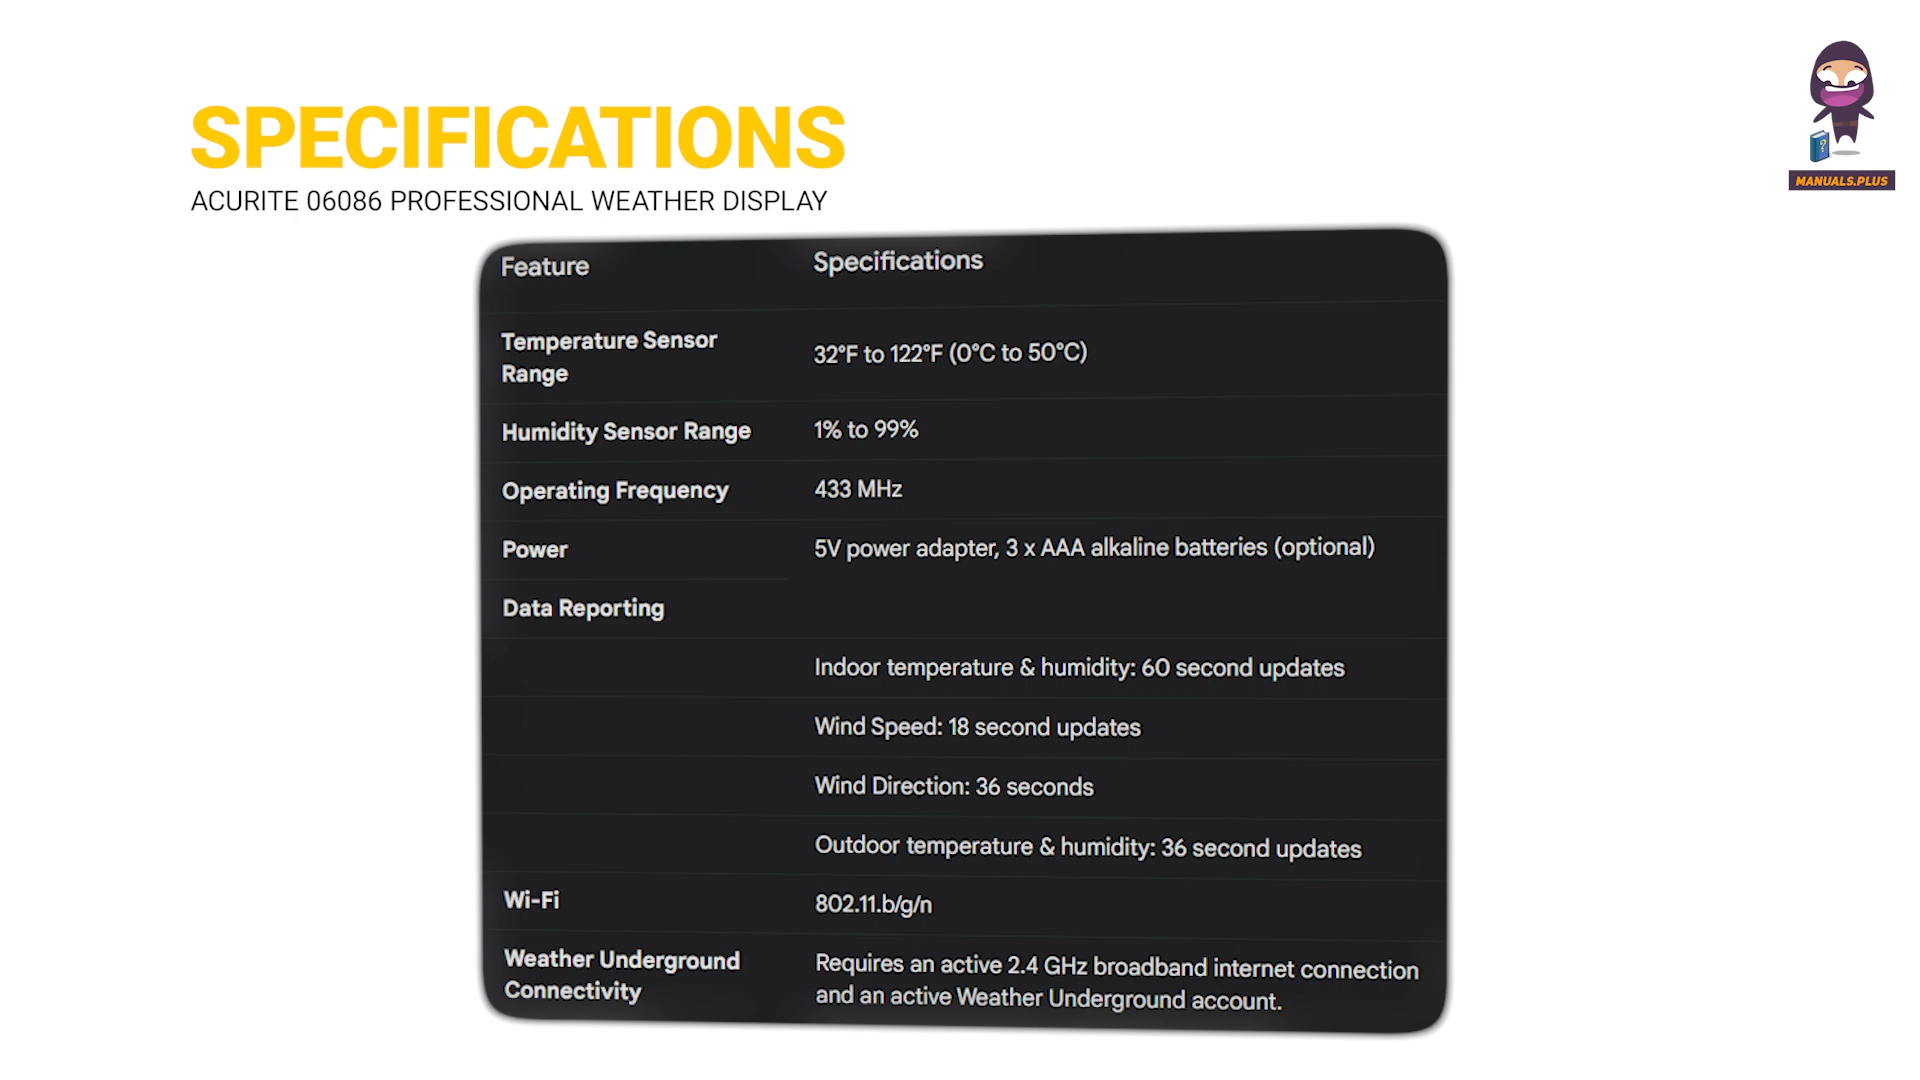 SPECIFICATIONS
ACURITE 06086 PROFESSIONAL WEATHER DISPLAY
MANUALS.PLUS
Feature Specifications
Temperature Sensor
Range
32°F to 122°F (0°C to 50°C)
Humidity Sensor Range 1% to 99%
Operating Frequency 433 MHz
Power 5V power adapter, 3 x AAA alkaline batteries (optional)
Data Reporting
Indoor temperature & humidity: 60 second updates
Wind Speed: 18 second updates
Wind Direction: 36 seconds
Outdoor temperature & humidity: 36 second updates
Wi-Fi 802.11.b/g/n
Weather Underground
Connectivity
Requires an active 2.4 GHz broadband internet connection
and an active Weather Underground account.